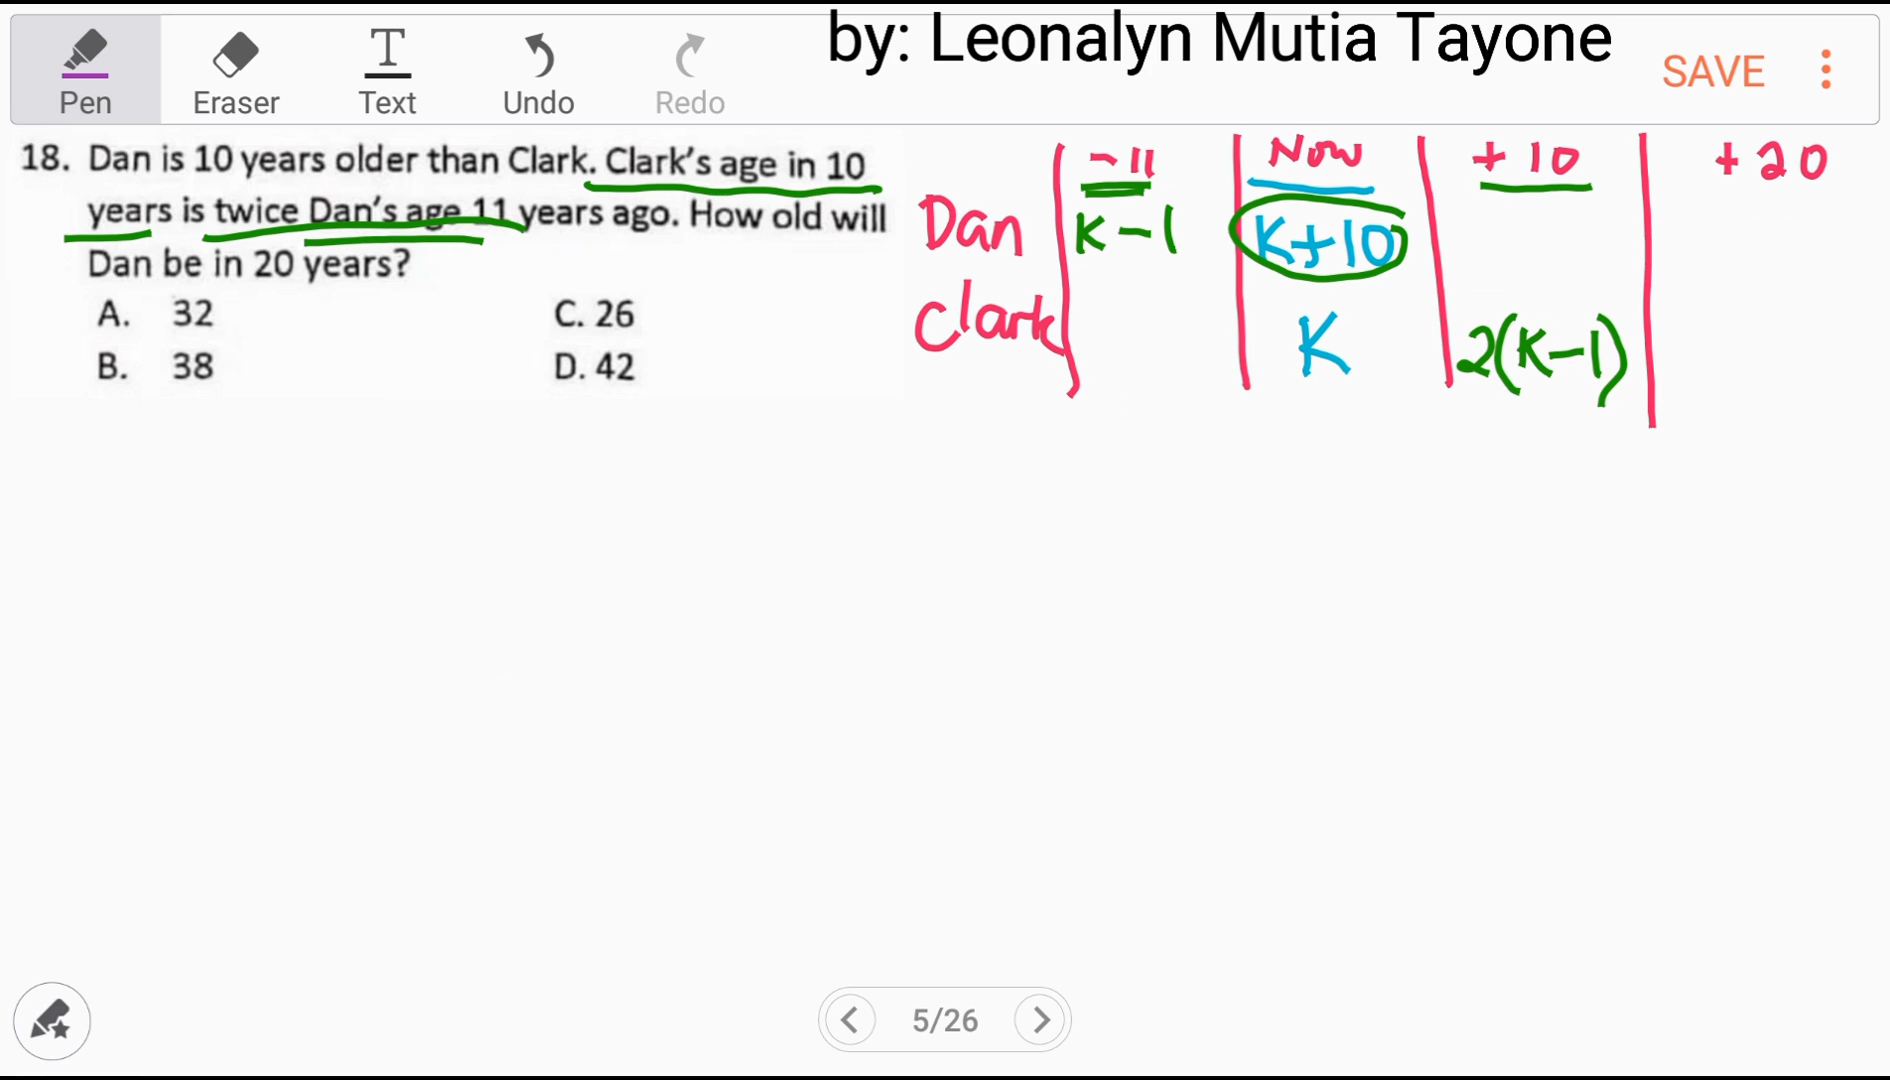 by: Leonalyn Mutia Tayone
Pen Eraser Text Undo Redo SAVE
18. Dan is 10 years older than Clark. Clark's age in 10
years is twice Dan's age 11 years ago. How old will
Dan be in 20 years?
A. 32 C. 26
B. 38 D. 42
-11 Now +10 +20
Dan K-1 K+10
Clark K 2(K-1)
5/26